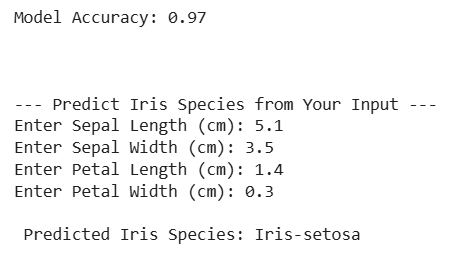 Model Accuracy: 0.97
--- Predict Iris Species from Your Input ---
Enter Sepal Length (cm): 5.1
Enter Sepal Width (cm): 3.5
Enter Petal Length (cm): 1.4
Enter Petal Width (cm): 0.3
Predicted Iris Species: Iris-setosa